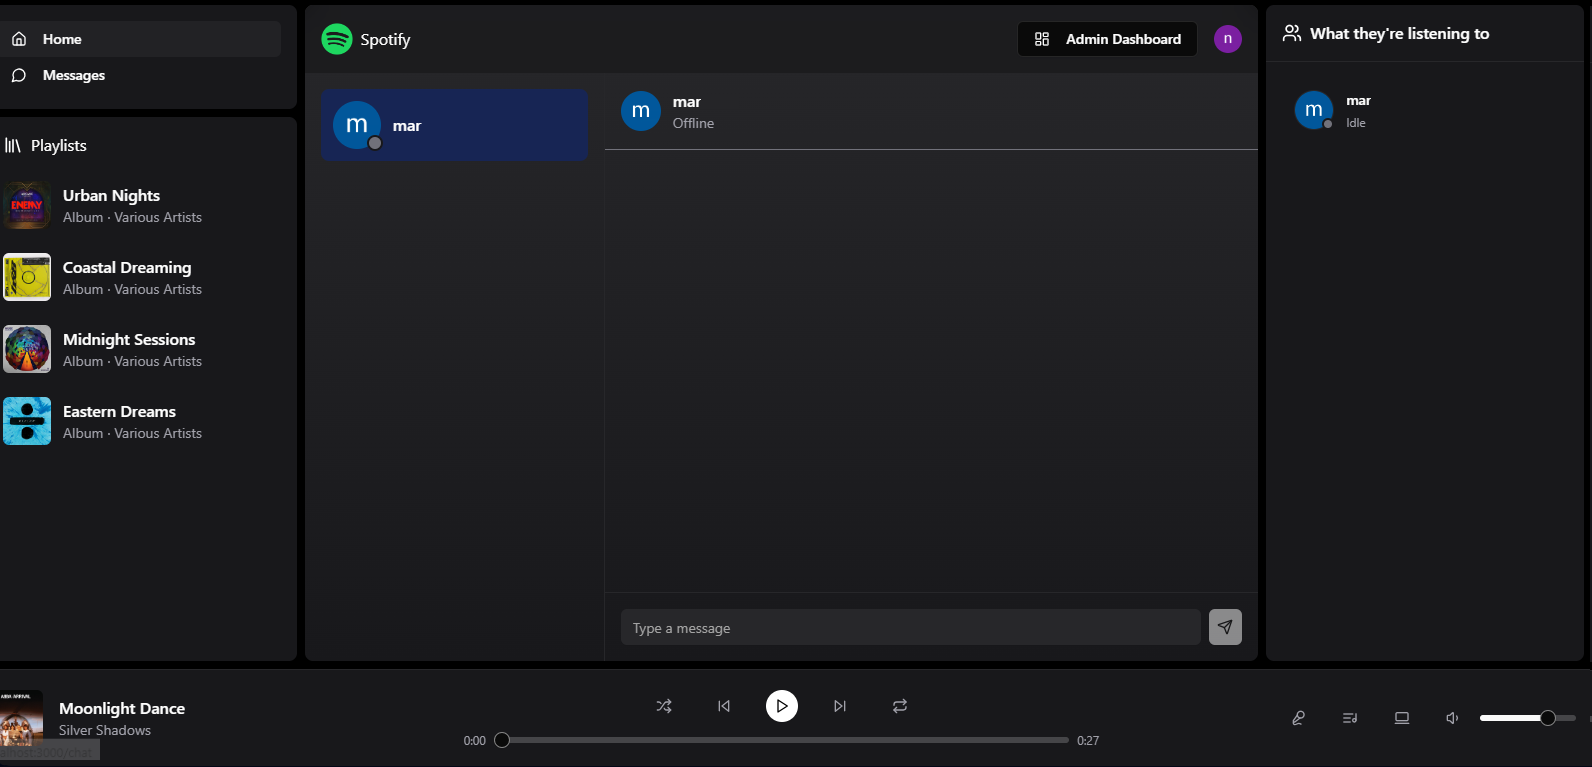 Home
Messages
Playlists
Urban Nights
Album · Various Artists
Coastal Dreaming
Album · Various Artists
Midnight Sessions
Album · Various Artists
Eastern Dreams
Album · Various Artists
Spotify
Admin Dashboard
n
m
mar
m
mar
Offline
Type a message
What they're listening to
m
mar
Idle
ENEMY
Moonlight Dance
Silver Shadows
0:00
0:27